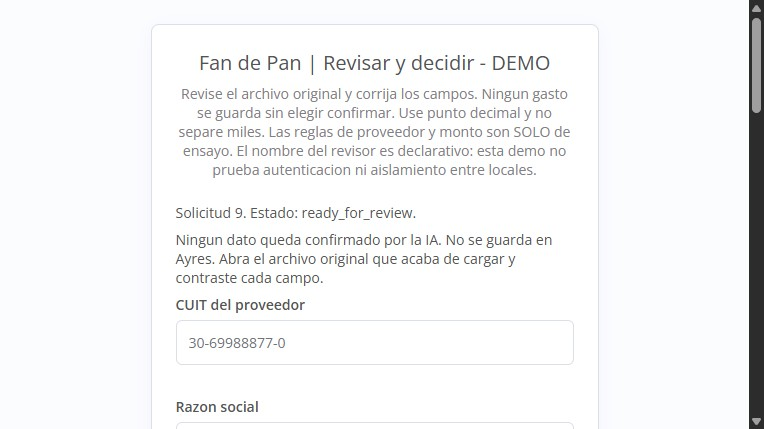 Fan de Pan | Revisar y decidir - DEMO
Revise el archivo original y corrija los campos. Ningun gasto
se guarda sin elegir confirmar. Use punto decimal y no
separe miles. Las reglas de proveedor y monto son SOLO de
ensayo. El nombre del revisor es declarativo: esta demo no
prueba autenticacion ni aislamiento entre locales.
Solicitud 9. Estado: ready_for_review.
Ningun dato queda confirmado por la IA. No se guarda en
Ayres. Abra el archivo original que acaba de cargar y
contraste cada campo.
CUIT del proveedor
30-69988877-0
Razon social